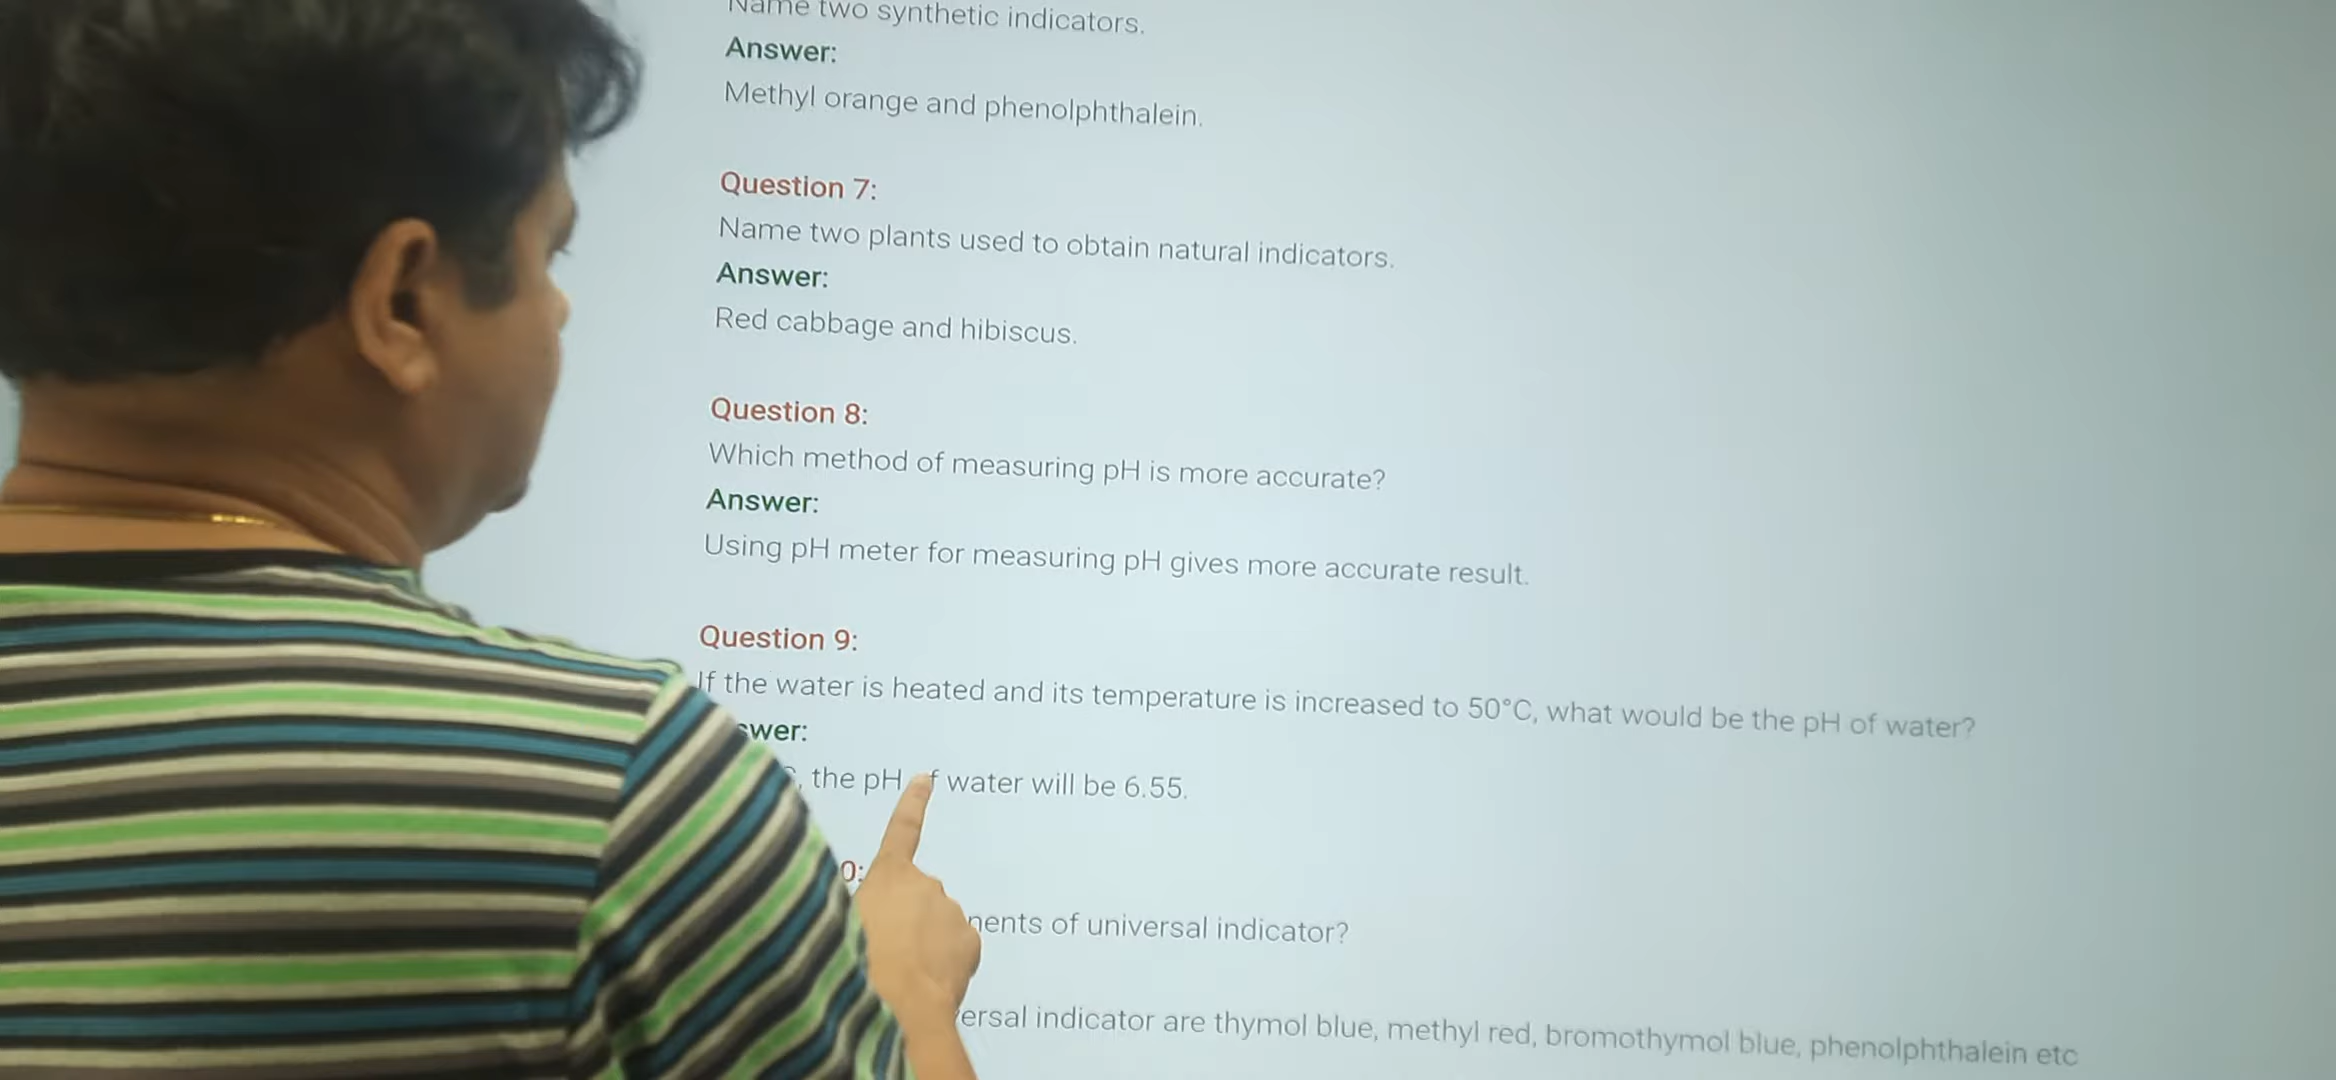 Name two synthetic indicators.
Answer:
Methyl orange and phenolphthalein.
Question 7:
Name two plants used to obtain natural indicators.
Answer:
Red cabbage and hibiscus.
Question 8:
Which method of measuring pH is more accurate?
Answer:
Using pH meter for measuring pH gives more accurate result.
Question 9:
If the water is heated and its temperature is increased to 50°C, what would be the pH of water?
swer:
, the pH of water will be 6.55.
0:
nents of universal indicator?
ersal indicator are thymol blue, methyl red, bromothymol blue, phenolphthalein etc